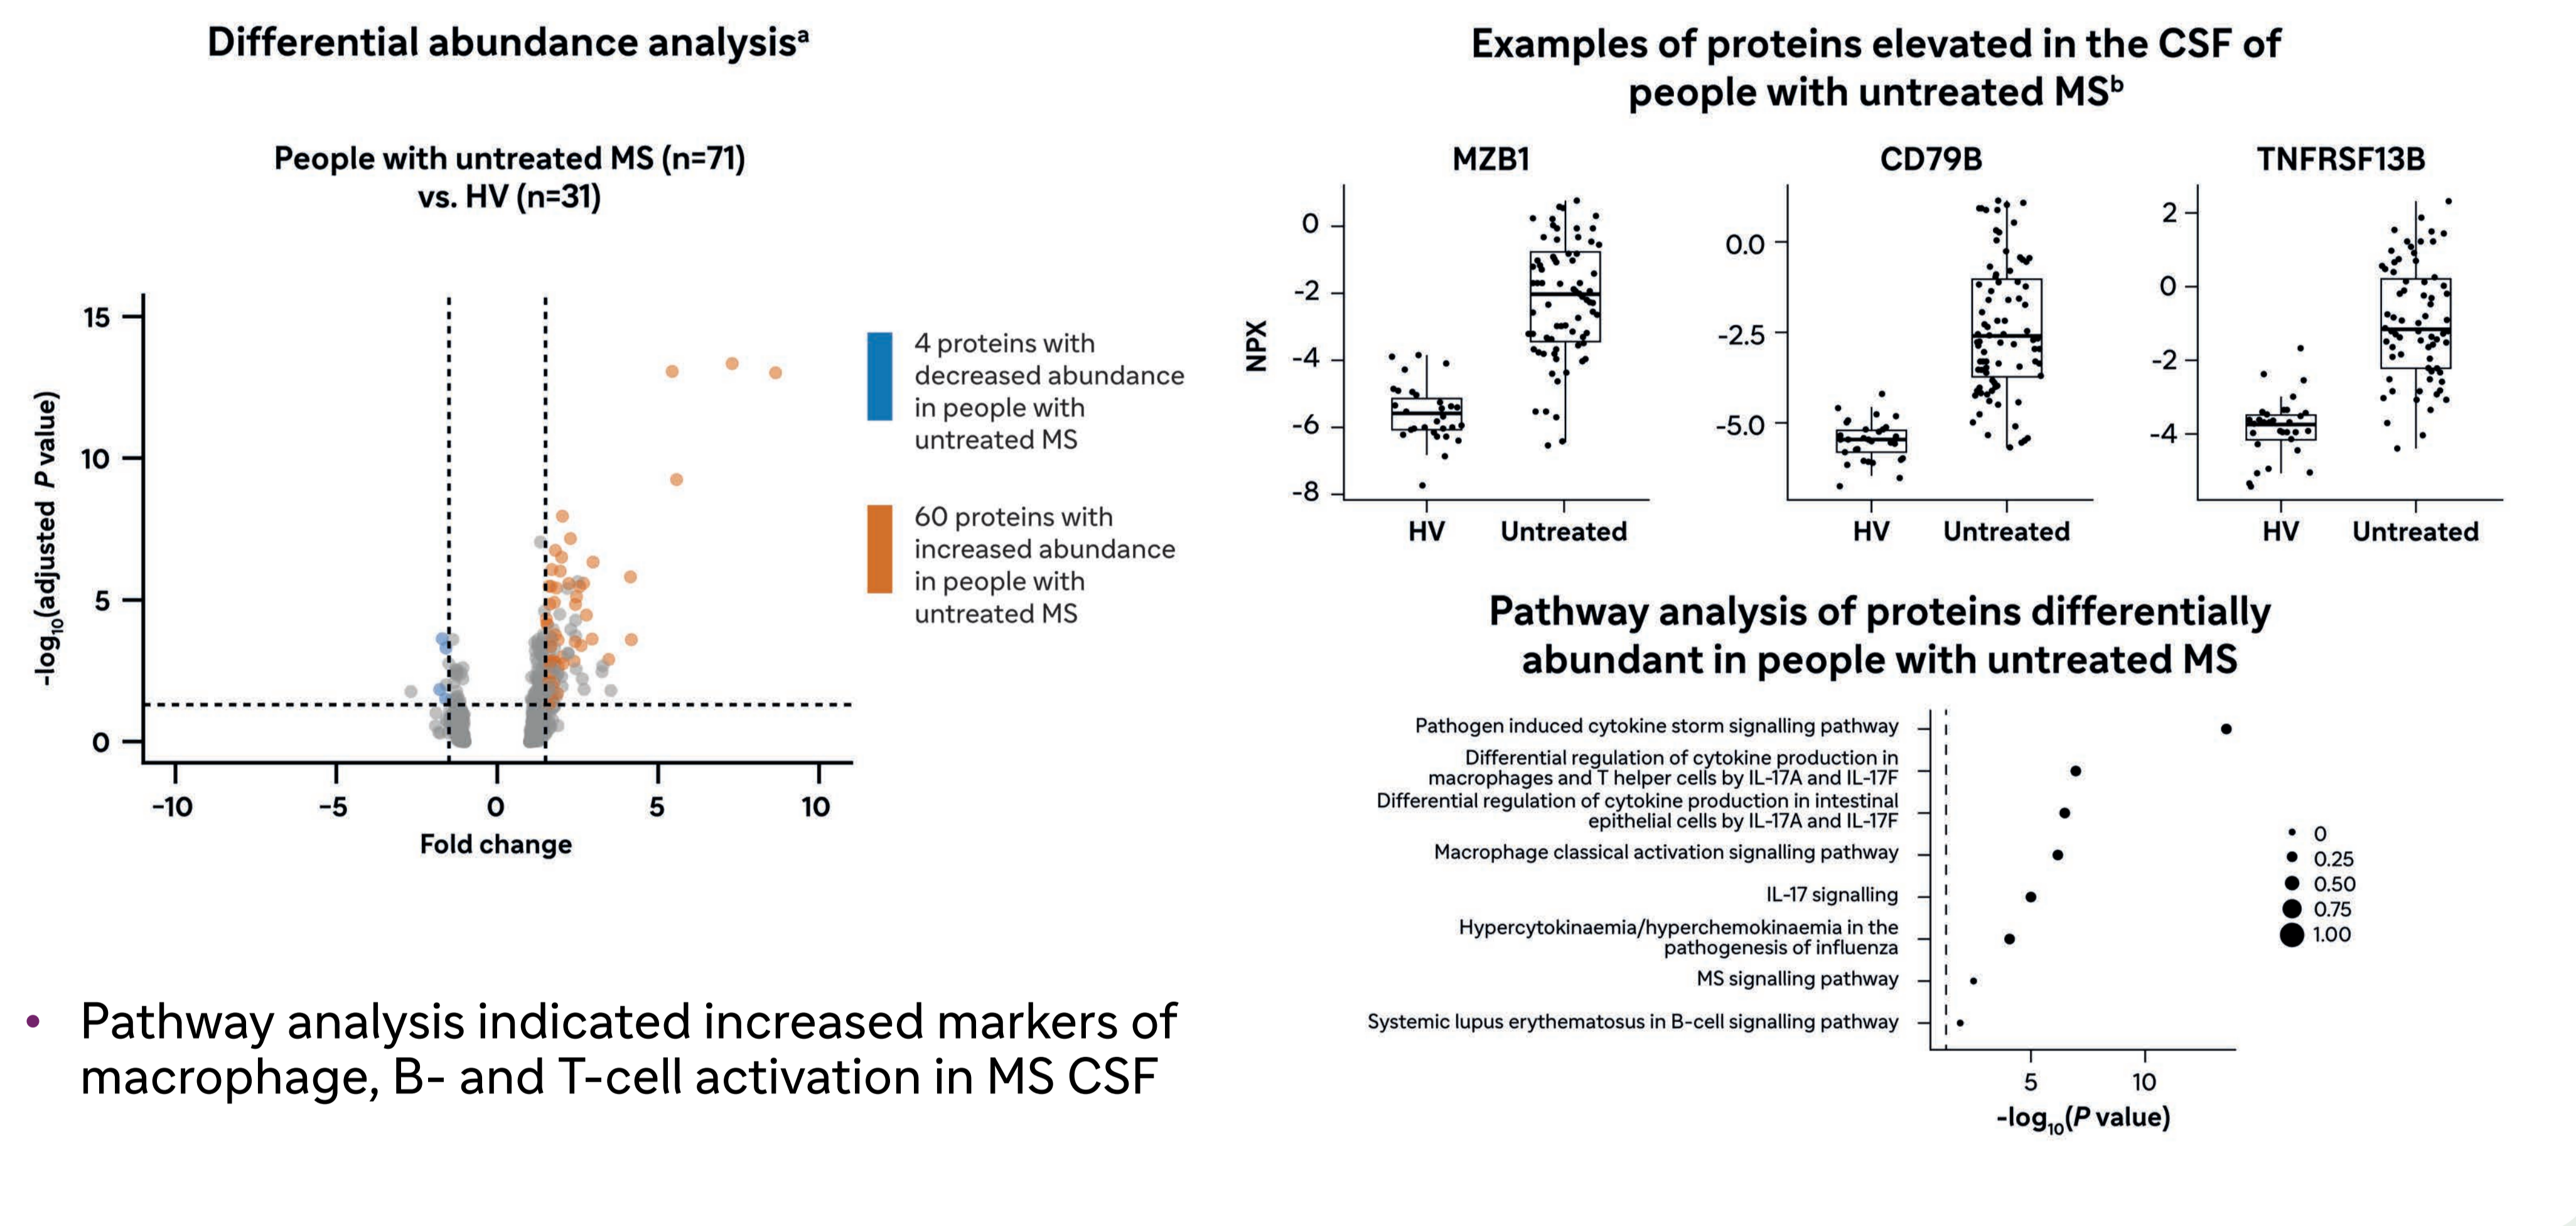 Differential abundance analysisᵃ
People with untreated MS (n=71)
vs. HV (n=31)
-log₁₀(adjusted P value)
15
10
5
0
-10
-5
0
5
10
Fold change
4 proteins with
decreased abundance
in people with
untreated MS
60 proteins with
increased abundance
in people with
untreated MS
• Pathway analysis indicated increased markers of
macrophage, B- and T-cell activation in MS CSF
Examples of proteins elevated in the CSF of
people with untreated MSᵇ
NPX
MZB1
0
-2
-4
-6
-8
HV
Untreated
CD79B
0.0
-2.5
-5.0
HV
Untreated
TNFRSF13B
2
0
-2
-4
HV
Untreated
Pathway analysis of proteins differentially
abundant in people with untreated MS
Pathogen induced cytokine storm signalling pathway
Differential regulation of cytokine production in
macrophages and T helper cells by IL-17A and IL-17F
Differential regulation of cytokine production in intestinal
epithelial cells by IL-17A and IL-17F
Macrophage classical activation signalling pathway
IL-17 signalling
Hypercytokinaemia/hyperchemokinaemia in the
pathogenesis of influenza
MS signalling pathway
Systemic lupus erythematosus in B-cell signalling pathway
5
10
-log₁₀(P value)
0
0.25
0.50
0.75
1.00